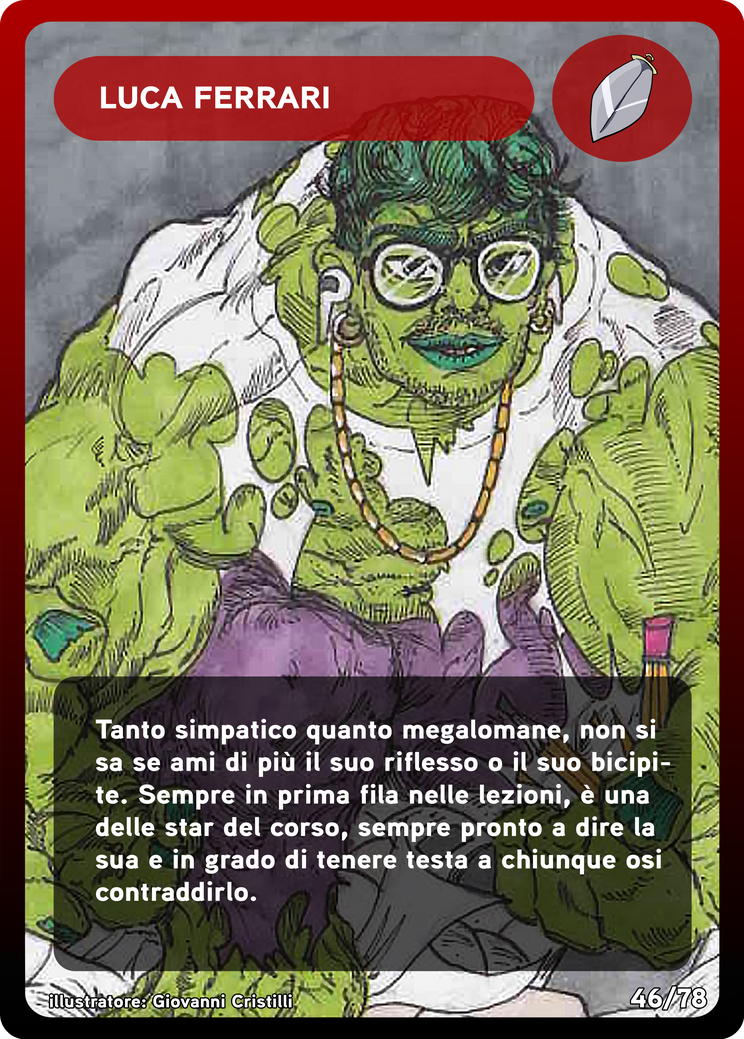 LUCA FERRARI
Tanto simpatico quanto megalomane, non si
sa se ami di più il suo riflesso o il suo bicipi-
te. Sempre in prima fila nelle lezioni, è una
delle star del corso, sempre pronto a dire la
sua e in grado di tenere testa a chiunque osi
contraddirlo.
illustratore: Giovanni Cristilli
46/78